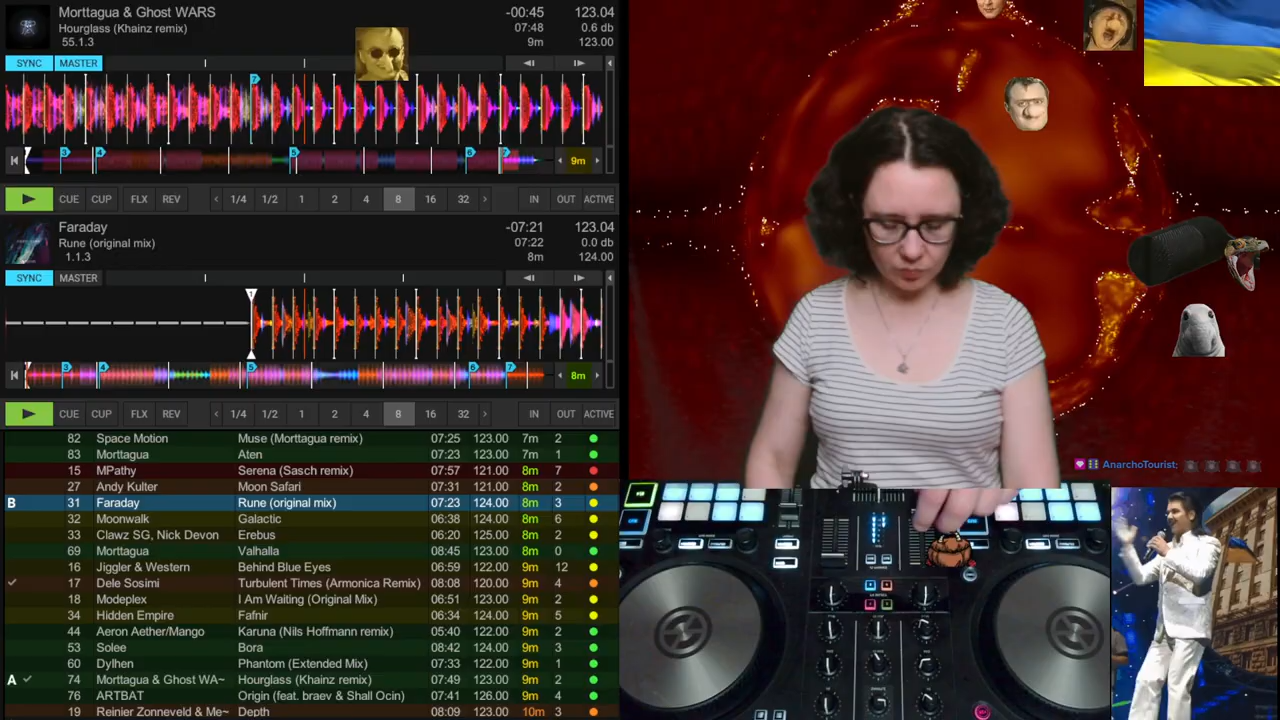 Morttagua & Ghost WARS -00:45 123.04
Hourglass (Khainz remix) 07:48 0.6 db
55.1.3 9m 123.00
SYNC MASTER
7
3 4 5 6 7 9m
CUE CUP FLX REV 1/4 1/2 1 2 4 8 16 32 IN OUT ACTIVE
Faraday -07:21 123.04
Rune (original mix) 07:22 0.0 db
1.1.3 8m 124.00
SYNC MASTER
1
3 4 5 6 7 8m
CUE CUP FLX REV 1/4 1/2 1 2 4 8 16 32 IN OUT ACTIVE
82 Space Motion Muse (Morttagua remix) 07:25 123.00 7m 2
83 Morttagua Aten 07:23 123.00 7m 1
15 MPathy Serena (Sasch remix) 07:57 121.00 8m 7
27 Andy Kulter Moon Safari 07:31 121.00 8m 2
B 31 Faraday Rune (original mix) 07:23 124.00 8m 3
32 Moonwalk Galactic 06:38 124.00 8m 6
33 Clawz SG, Nick Devon Erebus 06:20 125.00 8m 2
69 Morttagua Valhalla 08:45 123.00 8m 0
16 Jiggler & Western Behind Blue Eyes 06:59 122.00 9m 12
17 Dele Sosimi Turbulent Times (Armonica Remix) 08:08 120.00 9m 4
18 Modeplex I Am Waiting (Original Mix) 06:51 123.00 9m 2
34 Hidden Empire Fafnir 06:34 124.00 9m 5
44 Aeron Aether/Mango Karuna (Nils Hoffmann remix) 05:40 122.00 9m 2
53 Solee Bora 08:42 124.00 9m 3
60 Dylhen Phantom (Extended Mix) 07:33 122.00 9m 1
A 74 Morttagua & Ghost WA~ Hourglass (Khainz remix) 07:49 123.00 9m 2
76 ARTBAT Origin (feat. braev & Shall Ocin) 07:41 126.00 9m 4
19 Reinier Zonneveld & Me~ Depth 08:09 123.00 10m 3
AnarchoTourist: